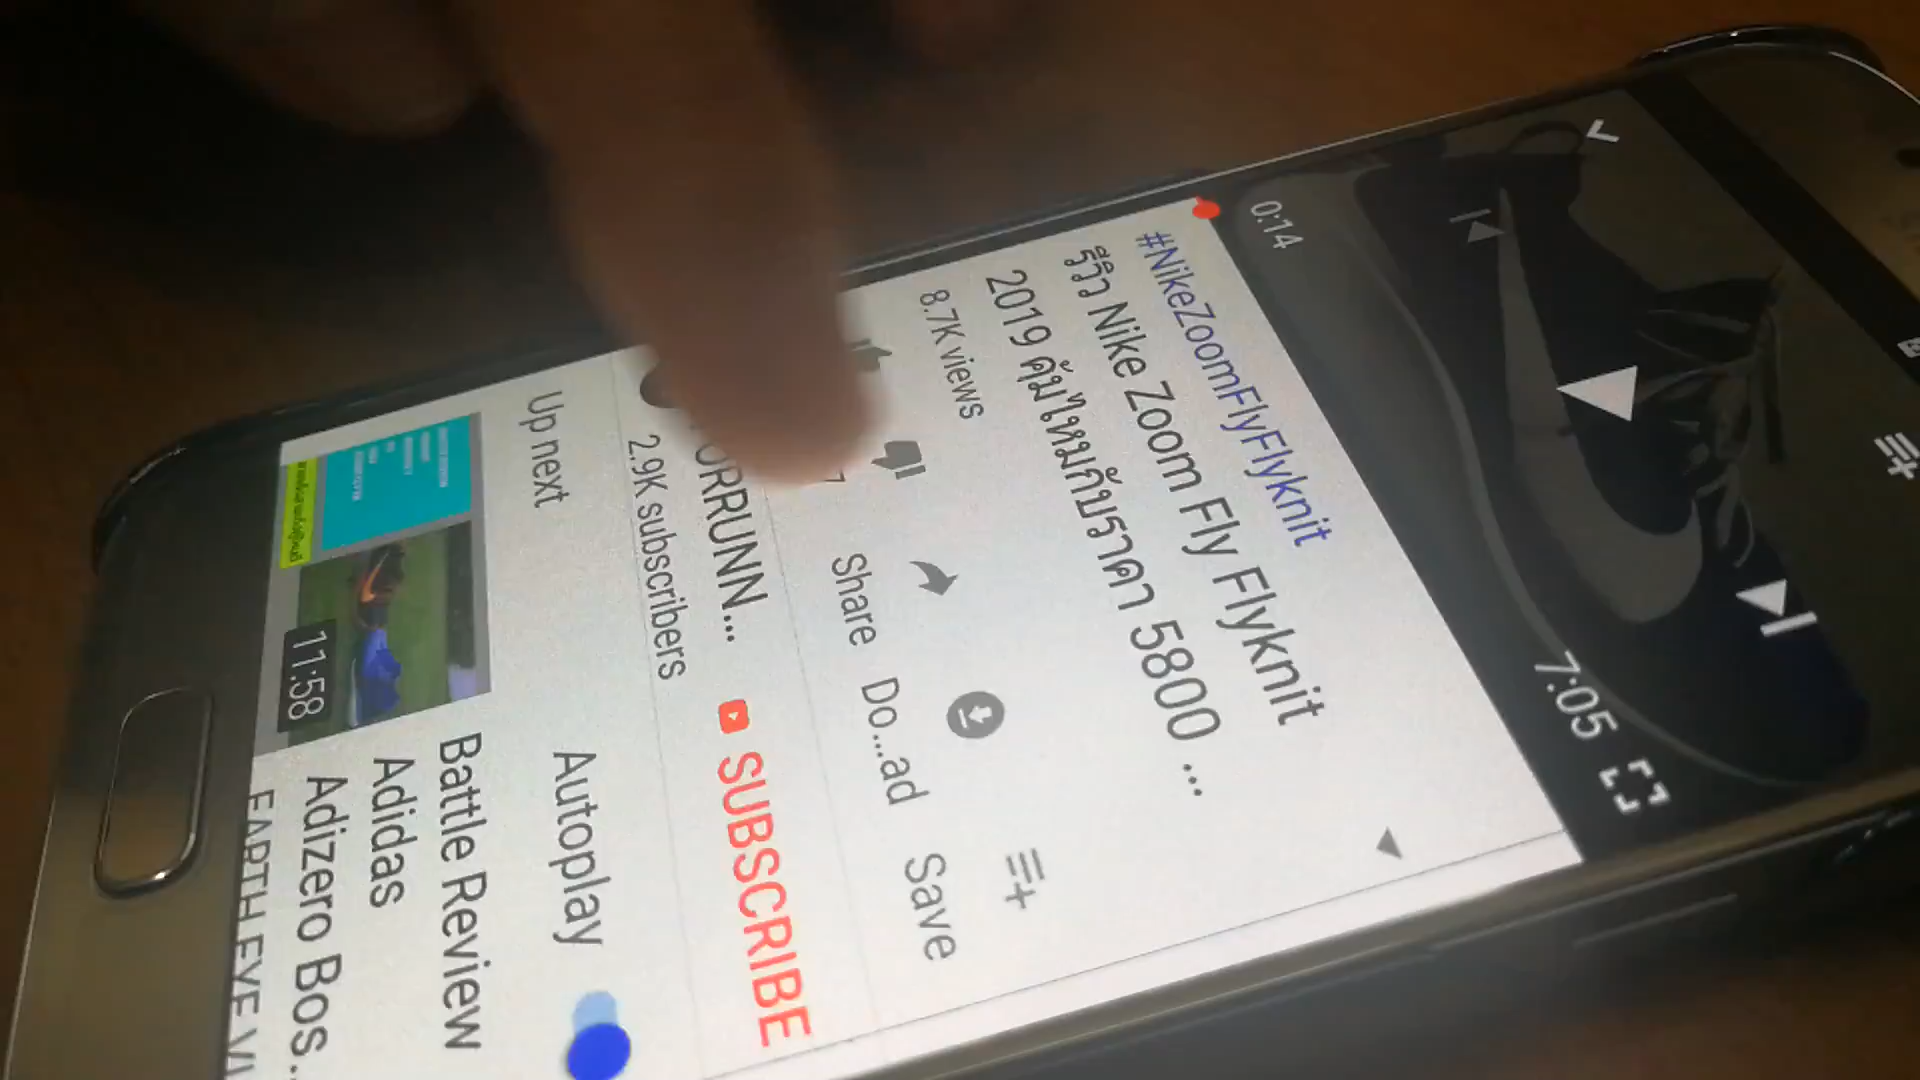 0:14
7:05
#NikeZoomFlyFlyknit
รีวิว Nike Zoom Fly Flyknit
2019 คุ้มไหมกับราคา 5800 ...
8.7K views
Share
Do...ad
Save
2.9K subscribers
SUBSCRIBE
Up next
Autoplay
11:58
Battle Review
Adidas
Adizero Bos...